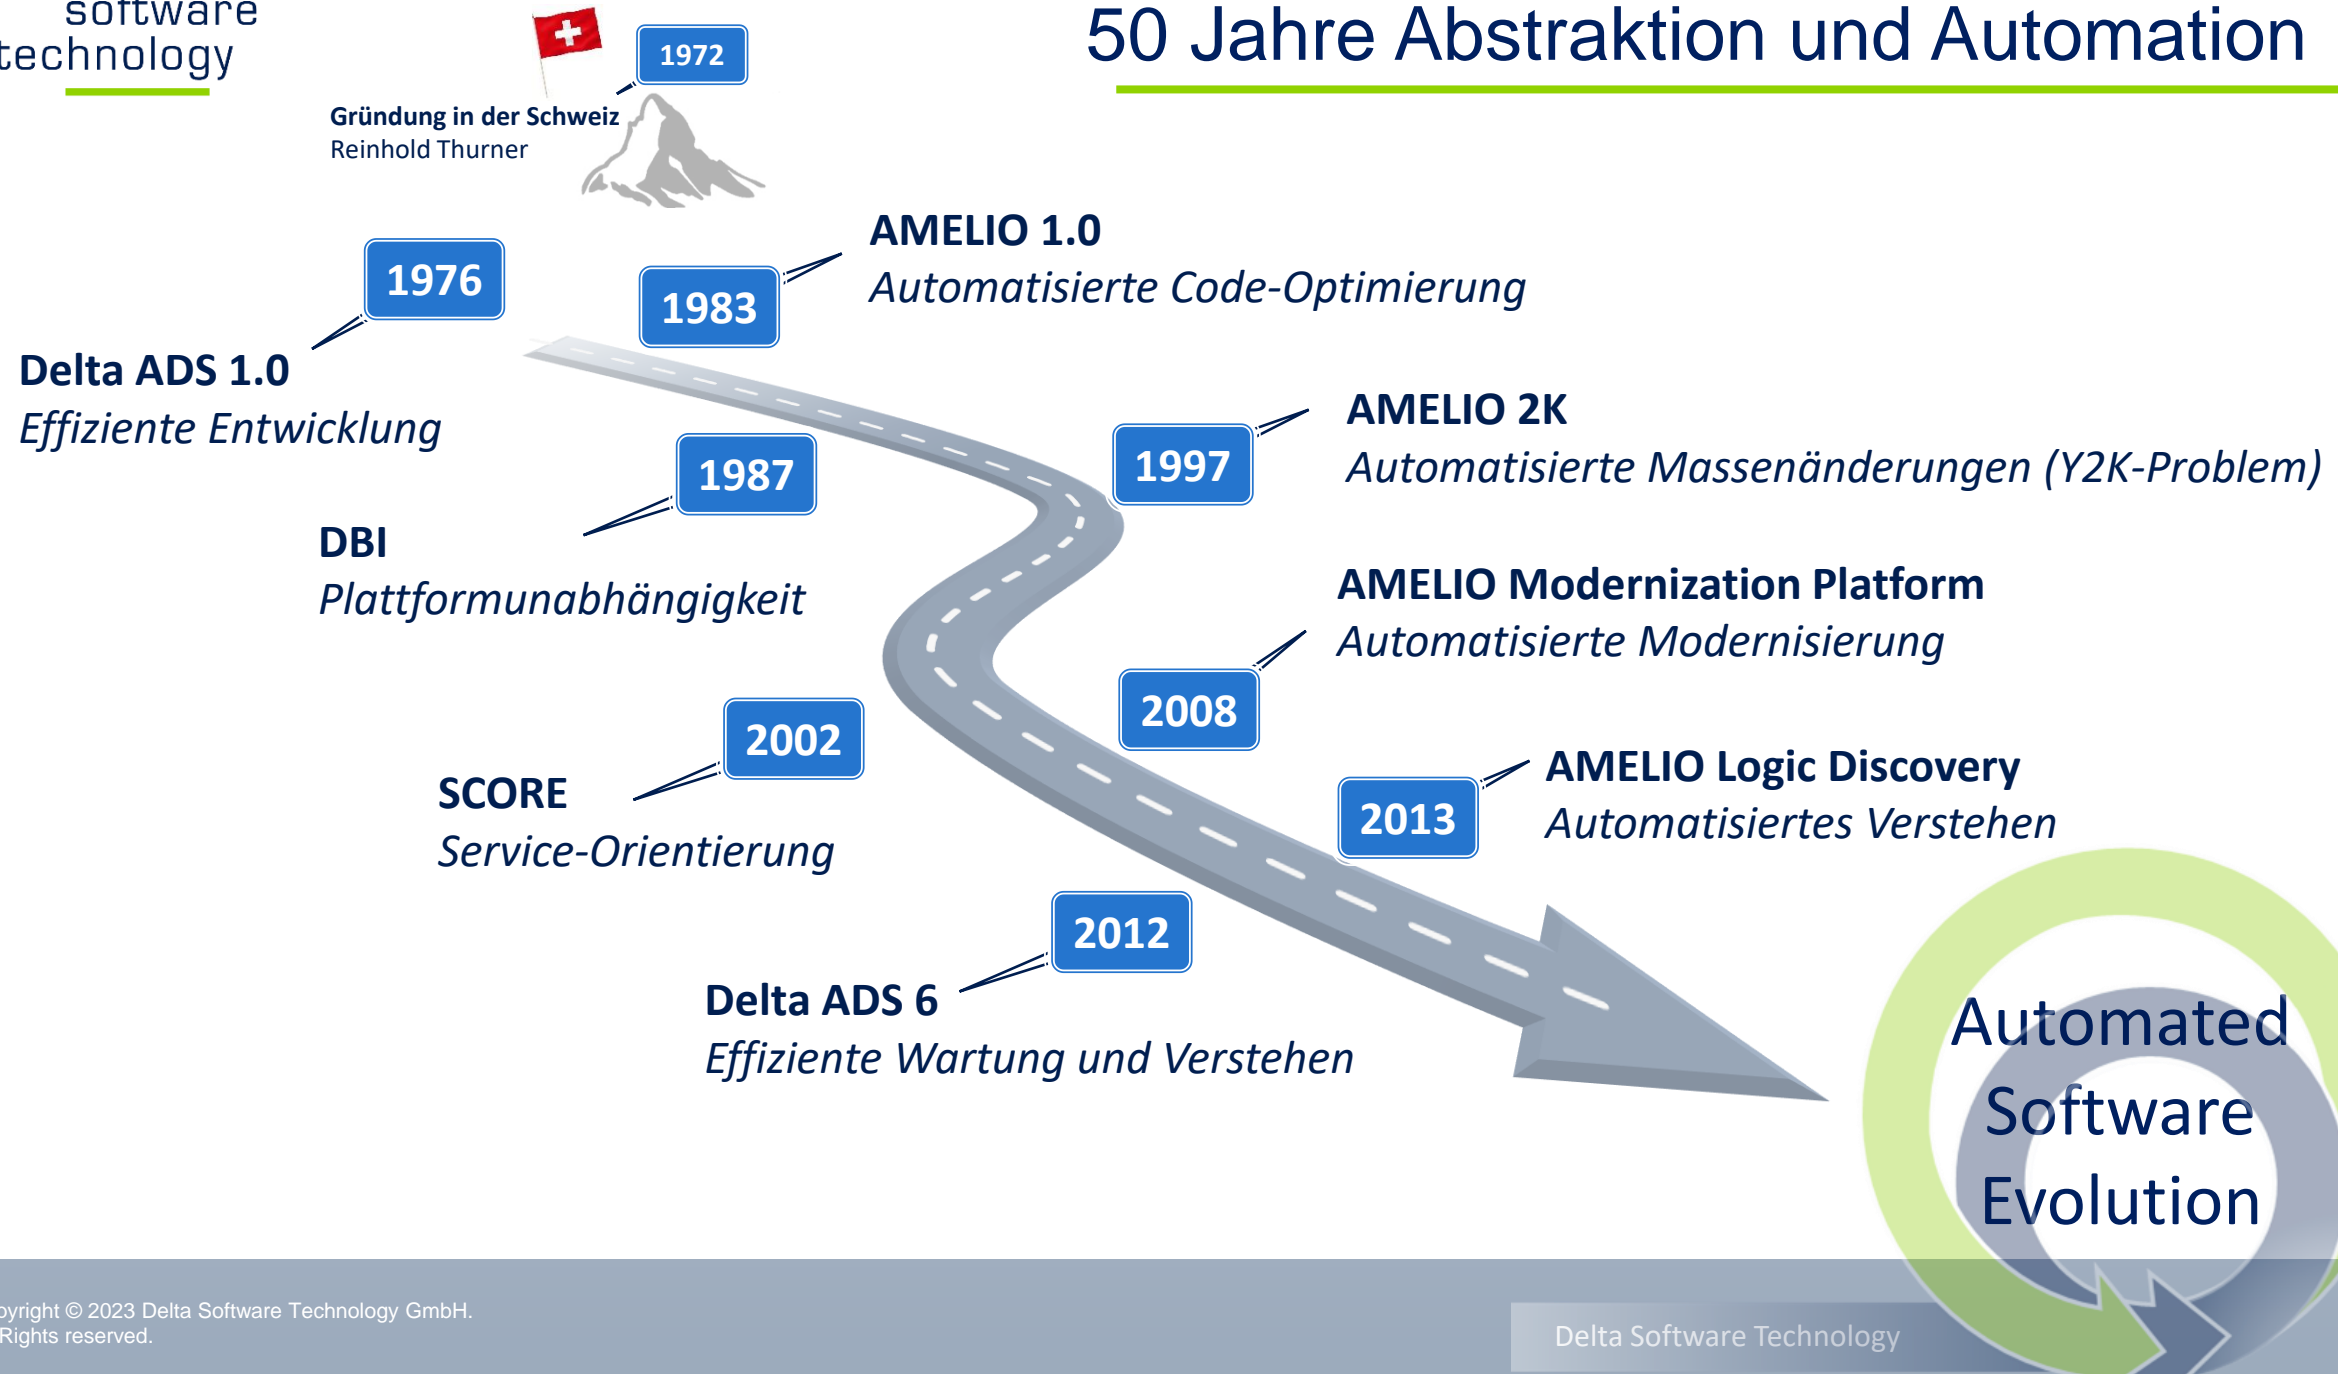 software
technology
50 Jahre Abstraktion und Automation
1972
Gründung in der Schweiz
Reinhold Thurner
1976
Delta ADS 1.0
Effiziente Entwicklung
1983
AMELIO 1.0
Automatisierte Code-Optimierung
1987
DBI
Plattformunabhängigkeit
1997
AMELIO 2K
Automatisierte Massenänderungen (Y2K-Problem)
2002
SCORE
Service-Orientierung
2008
AMELIO Modernization Platform
Automatisierte Modernisierung
2012
Delta ADS 6
Effiziente Wartung und Verstehen
2013
AMELIO Logic Discovery
Automatisiertes Verstehen
Automated
Software
Evolution
pyright © 2023 Delta Software Technology GmbH.
Rights reserved.
Delta Software Technology